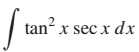 ∫ tan² x sec x dx